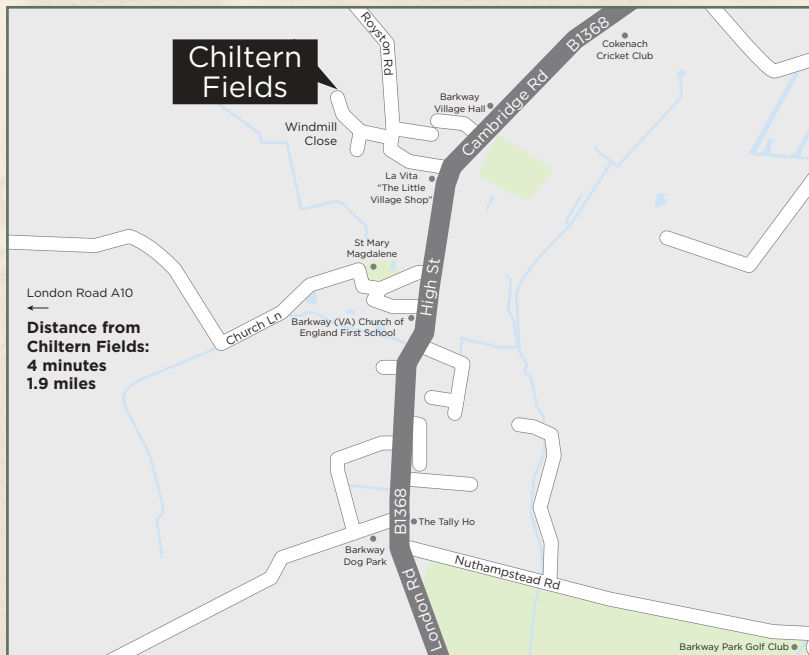 Royston Rd
B1368
Cokenach
Cricket Club
Chiltern
Fields
Barkway
Village Hall
Cambridge Rd
Windmill
Close
La Vita
"The Little
Village Shop"
St Mary
Magdalene
High St
London Road A10
Distance from
Chiltern Fields:
4 minutes
1.9 miles
Church Ln
Barkway (VA) Church of
England First School
B1368
The Tally Ho
Barkway
Dog Park
Nuthampstead Rd
London Rd
Barkway Park Golf Club